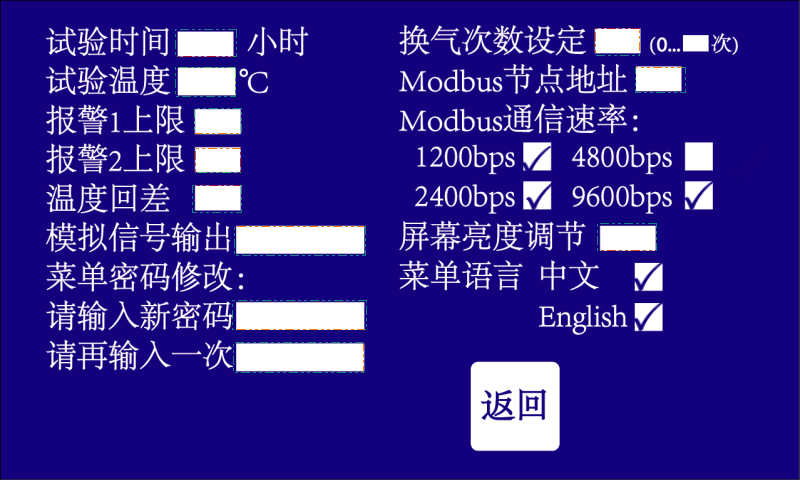 试验时间 小时
试验温度 ℃
报警1上限
报警2上限
温度回差
模拟信号输出
菜单密码修改:
请输入新密码
请再输入一次
换气次数设定 (0... 次)
Modbus节点地址
Modbus通信速率:
1200bps 4800bps
2400bps 9600bps
屏幕亮度调节
菜单语言 中文
English
返回